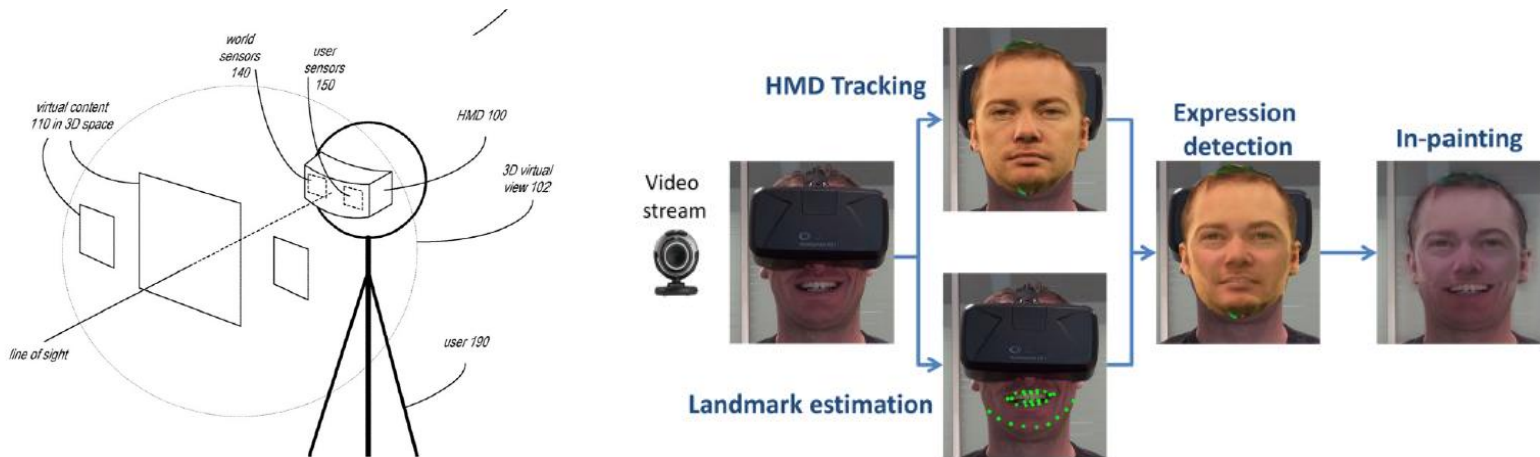 world
sensors
140
user
sensors
150
virtual content
110 in 3D space
HMD 100
3D virtual
view 102
line of sight
user 190
HMD Tracking
Expression
detection
In-painting
Video
stream
Landmark estimation